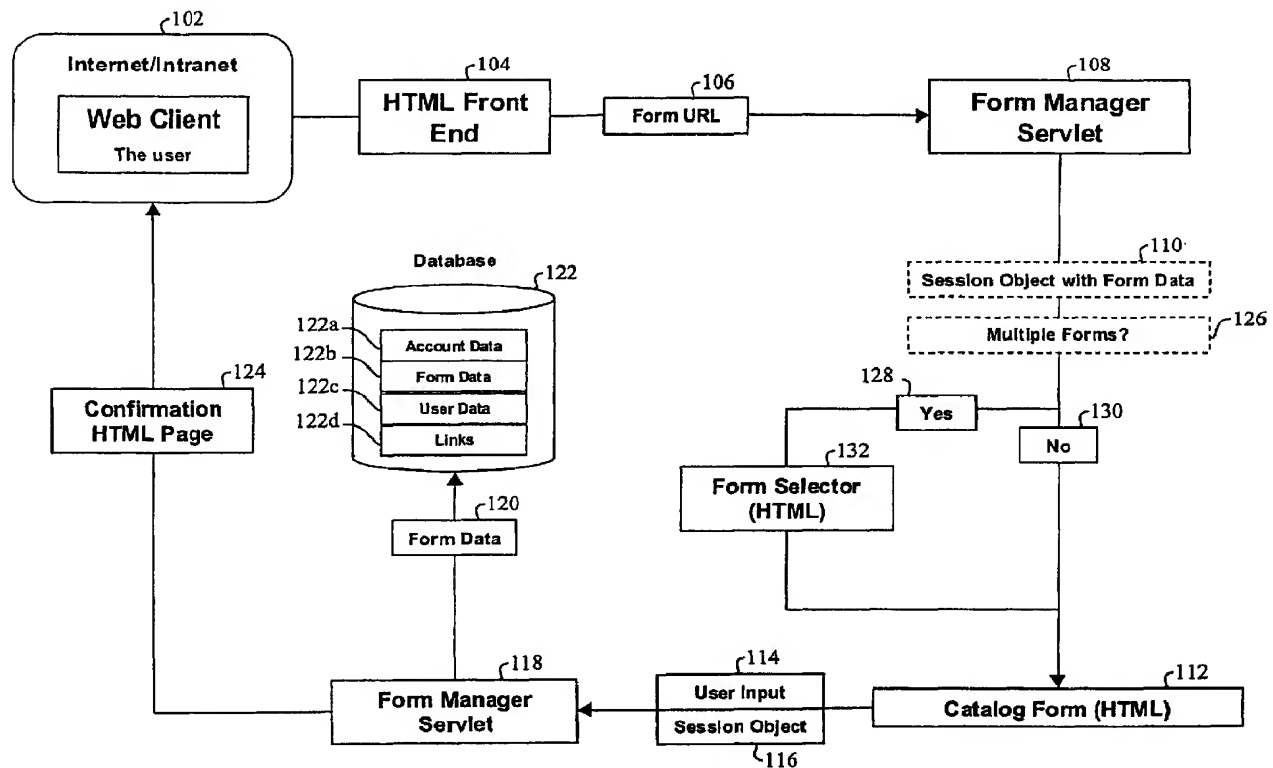 102
Internet/Intranet
Web Client
The user
104
HTML Front
End
106
Form URL
108
Form Manager
Servlet
110
Session Object with Form Data
Multiple Forms?
126
128
Yes
130
No
132
Form Selector
(HTML)
Database
122
122a
Account Data
122b
Form Data
122c
User Data
122d
Links
124
Confirmation
HTML Page
120
Form Data
118
Form Manager
Servlet
114
User Input
Session Object
116
112
Catalog Form (HTML)